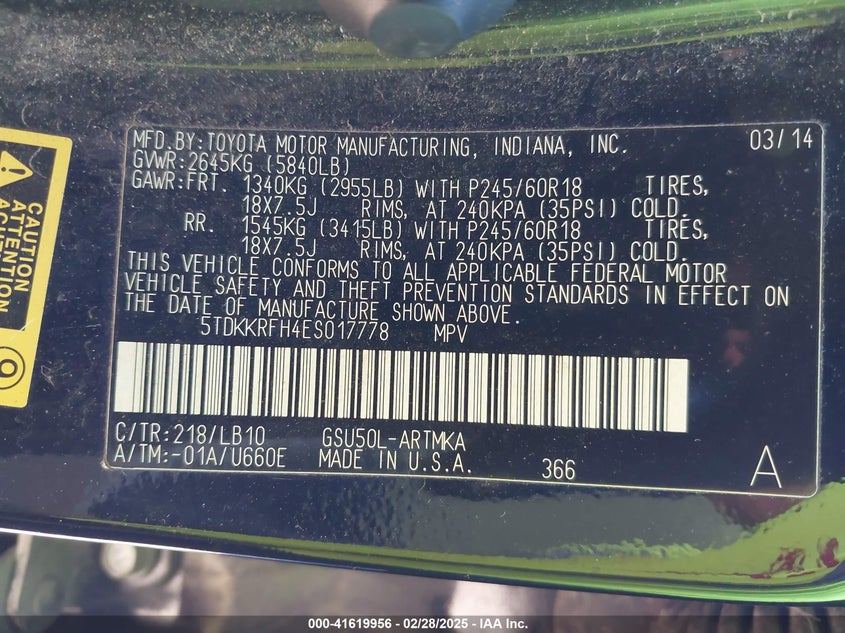 MFD.BY:TOYOTA MOTOR MANUFACTURING, INDIANA, INC. 03/14
GVWR:2645KG (5840LB)
GAWR:FRT. 1340KG (2955LB) WITH P245/60R18 TIRES,
18X7.5J RIMS, AT 240KPA (35PSI) COLD.
RR. 1545KG (3415LB) WITH P245/60R18 TIRES,
18X7.5J RIMS, AT 240KPA (35PSI) COLD.
THIS VEHICLE CONFORMS TO ALL APPLICABLE FEDERAL MOTOR
VEHICLE SAFETY AND THEFT PREVENTION STANDARDS IN EFFECT ON
THE DATE OF MANUFACTURE SHOWN ABOVE.
5TDKKRFH4ES017778 MPV
C/TR:218/LB10 GSU50L-ARTMKA
A/TM:-01A/U660E MADE IN U.S.A. 366 A
CAUTION
ATTENTION
000-41619956 - 02/28/2025 - IAA Inc.